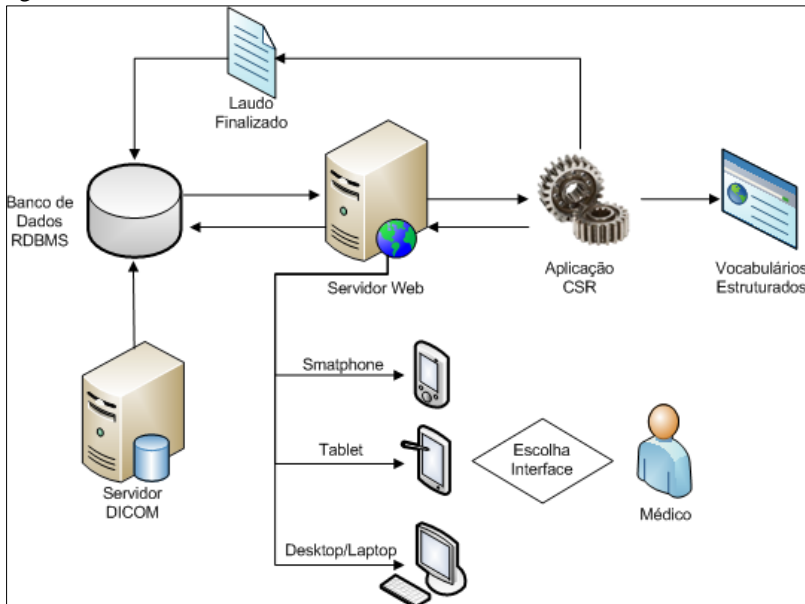 Laudo
Finalizado
Banco de
Dados
RDBMS
Servidor Web
Aplicação
CSR
Vocabulários
Estruturados
Smatphone
Tablet
Escolha
Interface
Servidor
DICOM
Médico
Desktop/Laptop